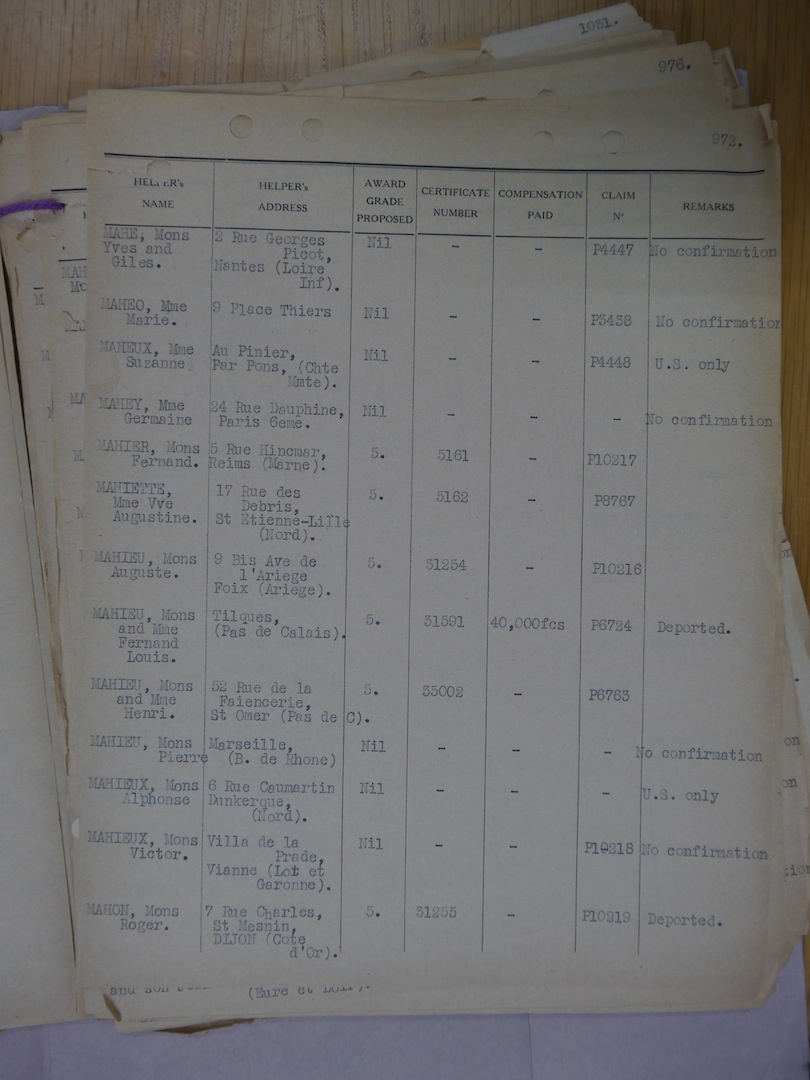 1031.
976.
972.
HELPER's NAME | HELPER's ADDRESS | AWARD GRADE PROPOSED | CERTIFICATE NUMBER | COMPENSATION PAID | CLAIM No | REMARKS
MAHE, Mons 2 Rue Georges Nil - - P4447 No confirmation
Yves and Picot,
Giles. Nantes (Loire
Inf).
MAHEO, Mme 9 Place Thiers Nil - - P3438 No confirmation
Marie.
MAHEUX, Mme Au Pinier, Nil - - P4448 U.S. only
Suzanne Par Pons, (Chte
Mmte).
MAHEY, Mme 24 Rue Dauphine, Nil - - - No confirmation
Germaine Paris 6eme.
MAHIER, Mons 5 Rue Hincmar, 5. 5161 - P10217
Fernand. Reims (Marne).
MAHIETTE, 17 Rue des 5. 5162 - P8767
Mme Vve Debris,
Augustine. St Etienne-Lille
(Nord).
MAHIEU, Mons 9 Bis Ave de 5. 31254 - P10216
Auguste. l'Ariege
Foix (Ariege).
MAHIEU, Mons Tilques, 5. 31591 40,000fcs P6724 Deported.
and Mme (Pas de Calais).
Fernand
Louis.
MAHIEU, Mons 52 Rue de la 5. 35002 - P6763
and Mme Faiencerie,
Henri. St Omer (Pas de C).
MAHIEU, Mons Marseille, Nil - - - No confirmation
Pierre (B. de Rhone)
MAHIEUX, Mons 6 Rue Caumartin Nil - - - U.S. only
Alphonse Dunkerque,
(Nord).
MAHIEUX, Mons Villa de la Nil - - P10218 No confirmation
Victor. Prade,
Vianne (Lot et
Garonne).
MAHON, Mons 7 Rue Charles, 5. 31255 - P10219 Deported.
Roger. St Mesnin,
DIJON (Cote
d'Or).
(Eure et